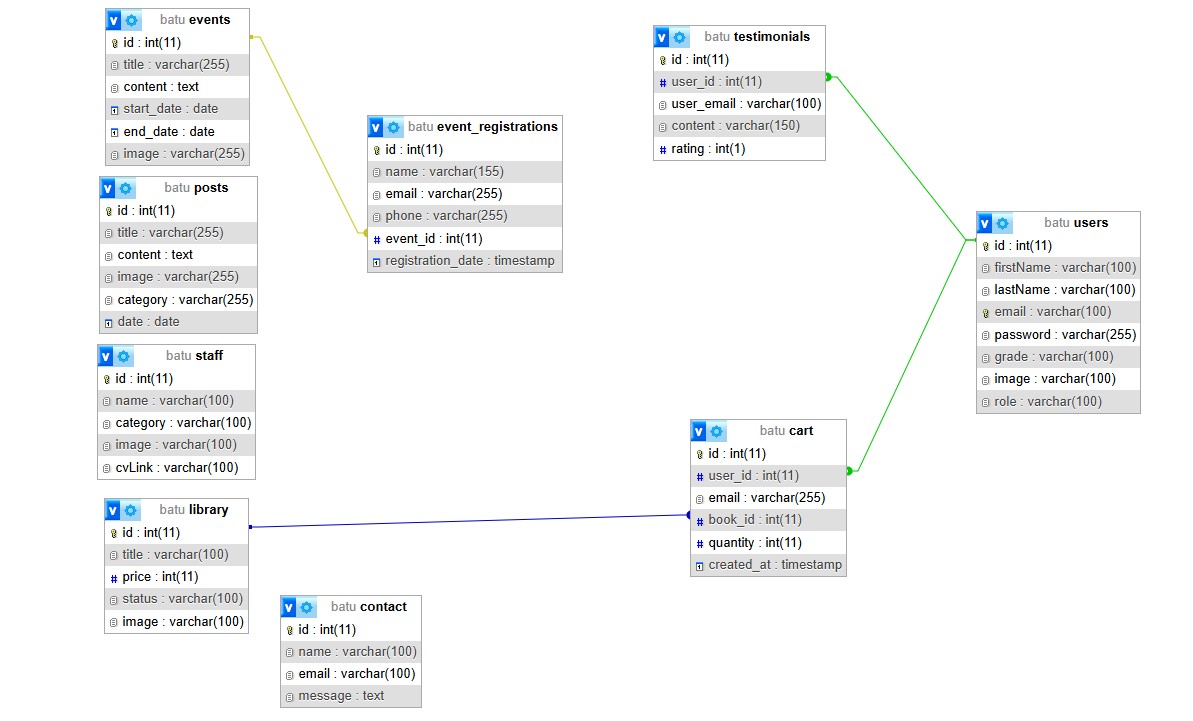 batu events
id : int(11)
title : varchar(255)
content : text
start_date : date
end_date : date
image : varchar(255)
batu posts
id : int(11)
title : varchar(255)
content : text
image : varchar(255)
category : varchar(255)
date : date
batu staff
id : int(11)
name : varchar(100)
category : varchar(100)
image : varchar(100)
cvLink : varchar(100)
batu library
id : int(11)
title : varchar(100)
price : int(11)
status : varchar(100)
image : varchar(100)
batu contact
id : int(11)
name : varchar(100)
email : varchar(100)
message : text
batu event_registrations
id : int(11)
name : varchar(155)
email : varchar(255)
phone : varchar(255)
event_id : int(11)
registration_date : timestamp
batu testimonials
id : int(11)
user_id : int(11)
user_email : varchar(100)
content : varchar(150)
rating : int(1)
batu cart
id : int(11)
user_id : int(11)
email : varchar(255)
book_id : int(11)
quantity : int(11)
created_at : timestamp
batu users
id : int(11)
firstName : varchar(100)
lastName : varchar(100)
email : varchar(100)
password : varchar(255)
grade : varchar(100)
image : varchar(100)
role : varchar(100)